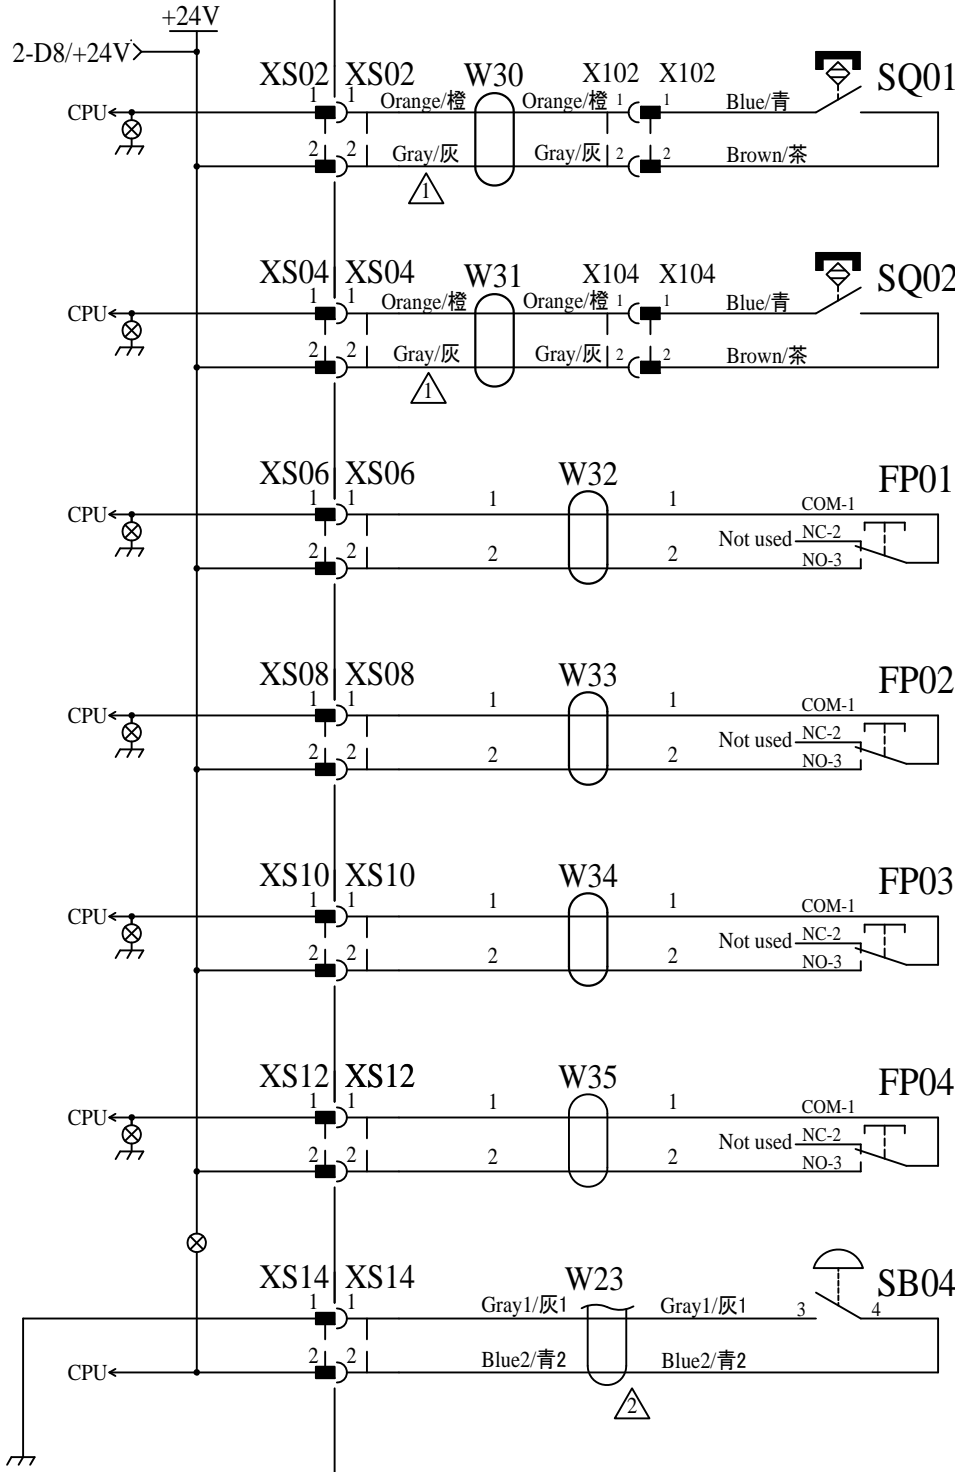 +24V
2-D8/+24V
XS02 XS02 W30 X102 X102 SQ01
CPU 1 1 Orange/橙 Orange/橙 1 1 Blue/青
2 2 Gray/灰 Gray/灰 2 2 Brown/茶
1
XS04 XS04 W31 X104 X104 SQ02
CPU 1 1 Orange/橙 Orange/橙 1 1 Blue/青
2 2 Gray/灰 Gray/灰 2 2 Brown/茶
1
XS06 XS06 W32 FP01
CPU 1 1 1 1 COM-1
Not used NC-2
2 2 2 2 NO-3
XS08 XS08 W33 FP02
CPU 1 1 1 1 COM-1
Not used NC-2
2 2 2 2 NO-3
XS10 XS10 W34 FP03
CPU 1 1 1 1 COM-1
Not used NC-2
2 2 2 2 NO-3
XS12 XS12 W35 FP04
CPU 1 1 1 1 COM-1
Not used NC-2
2 2 2 2 NO-3
XS14 XS14 W23 SB04
1 1 Gray1/灰1 Gray1/灰1 3 4
CPU 2 2 Blue2/青2 Blue2/青2
2